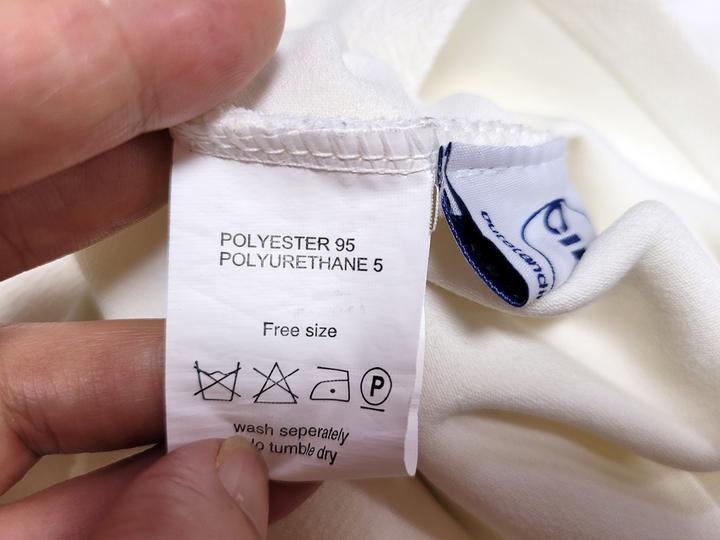 POLYESTER 95
POLYURETHANE 5
Free size
P
wash seperately
tumble dry